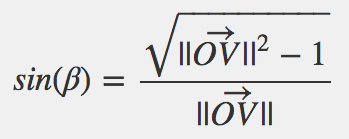 sin(β) = √(||OV⃗||² − 1) / ||OV⃗||